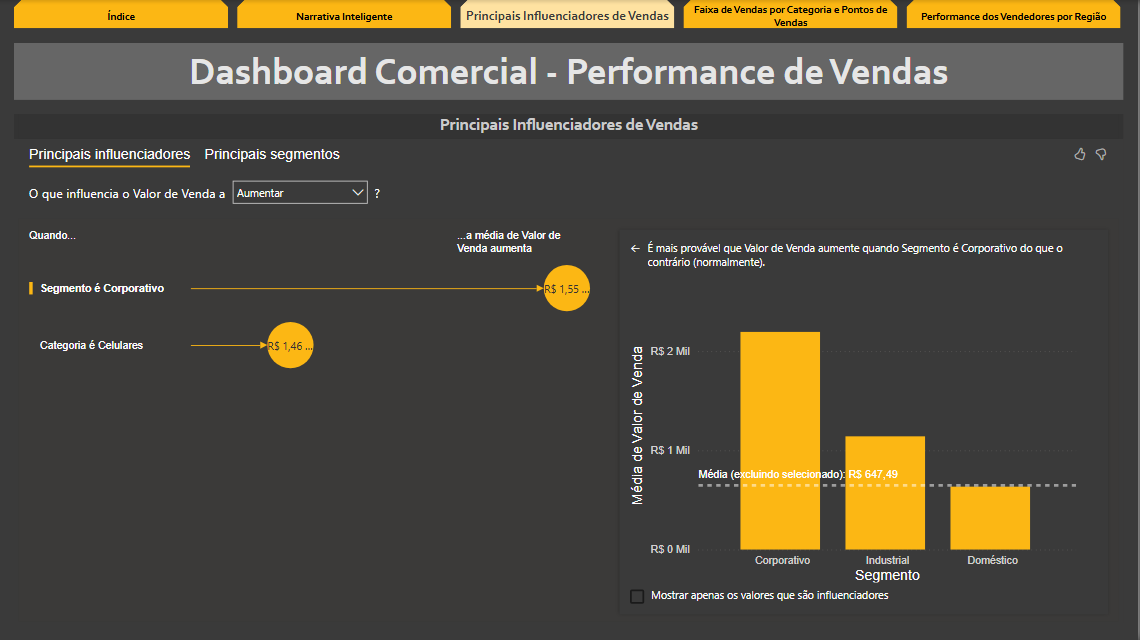 Índice
Narrativa Inteligente
Principais Influenciadores de Vendas
Faixa de Vendas por Categoria e Pontos de
Vendas
Performance dos Vendedores por Região
Dashboard Comercial - Performance de Vendas
Principais Influenciadores de Vendas
Principais influenciadores
Principais segmentos
O que influencia o Valor de Venda a
Aumentar
?
Quando...
...a média de Valor de
Venda aumenta
Segmento é Corporativo
R$ 1,55 ...
Categoria é Celulares
R$ 1,46 ...
É mais provável que Valor de Venda aumente quando Segmento é Corporativo do que o
contrário (normalmente).
Média de Valor de Venda
R$ 2 Mil
R$ 1 Mil
R$ 0 Mil
Média (excluindo selecionado): R$ 647,49
Corporativo
Industrial
Doméstico
Segmento
Mostrar apenas os valores que são influenciadores